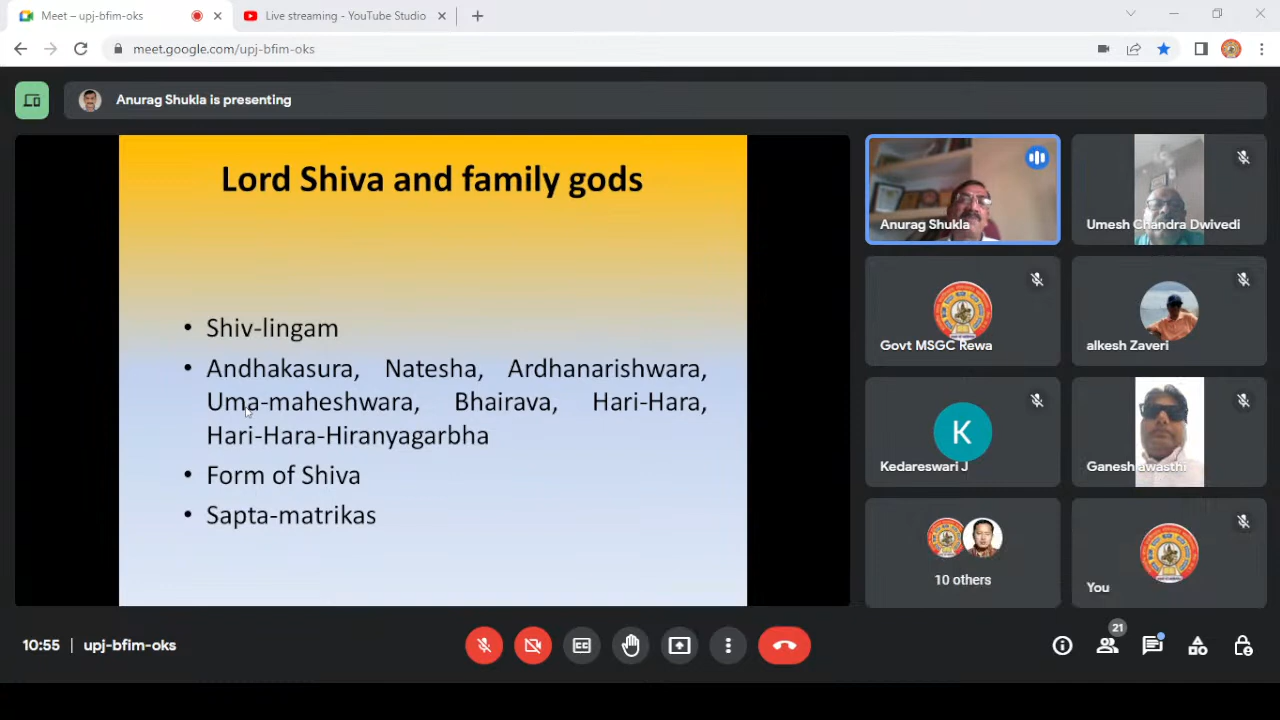 Meet – upj-bfim-oks
Live streaming - YouTube Studio
meet.google.com/upj-bfim-oks
Anurag Shukla is presenting
Lord Shiva and family gods
• Shiv-lingam
• Andhakasura, Natesha, Ardhanarishwara,
Uma-maheshwara, Bhairava, Hari-Hara,
Hari-Hara-Hiranyagarbha
• Form of Shiva
• Sapta-matrikas
Anurag Shukla
Umesh Chandra Dwivedi
Govt MSGC Rewa
alkesh Zaveri
K
Kedareswari J
Ganesh awasthi
10 others
You
10:55 | upj-bfim-oks
CC
21